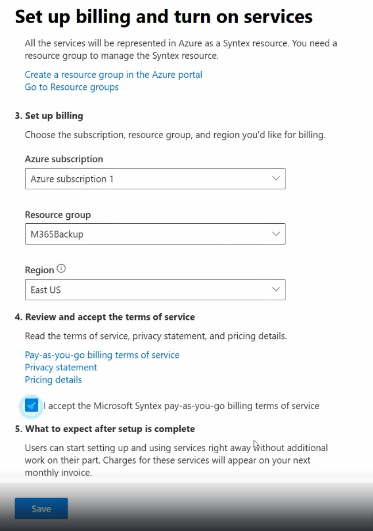 Set up billing and turn on services
All the services will be represented in Azure as a Syntex resource. You need a
resource group to manage the Syntex resource.
Create a resource group in the Azure portal
Go to Resource groups
3. Set up billing
Choose the subscription, resource group, and region you'd like for billing.
Azure subscription
Azure subscription 1
Resource group
M365Backup
Region
East US
4. Review and accept the terms of service
Read the terms of service, privacy statement, and pricing details.
Pay-as-you-go billing terms of service
Privacy statement
Pricing details
I accept the Microsoft Syntex pay-as-you-go billing terms of service
5. What to expect after setup is complete
Users can start setting up and using services right away without additional
work on their part. Charges for these services will appear on your next
monthly invoice.
Save